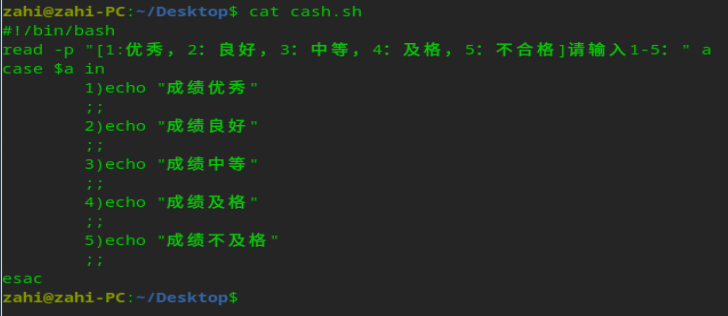 zahi@zahi-PC:~/Desktop$ cat cash.sh
#!/bin/bash
read -p "[1:优秀，2：良好，3：中等，4：及格，5：不合格]请输入1-5：" a
case $a in
        1)echo "成绩优秀"
        ;;
        2)echo "成绩良好"
        ;;
        3)echo "成绩中等"
        ;;
        4)echo "成绩及格"
        ;;
        5)echo "成绩不及格"
        ;;
esac
zahi@zahi-PC:~/Desktop$